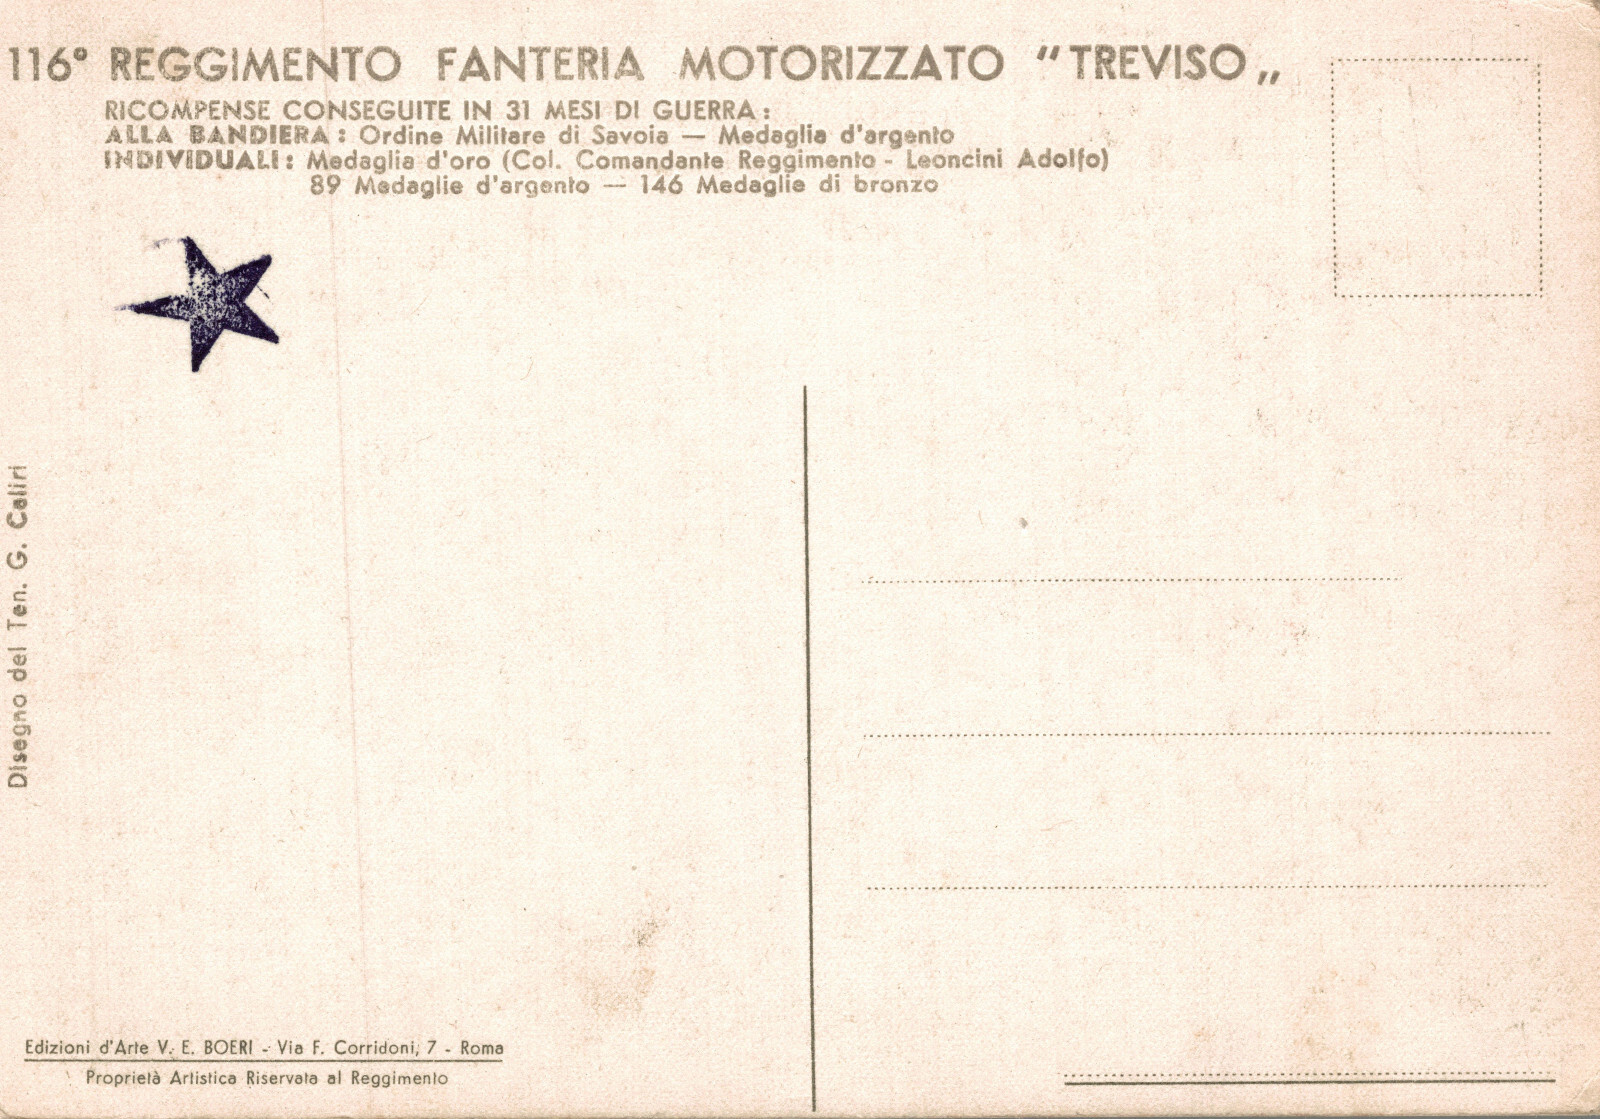 116° REGGIMENTO FANTERIA MOTORIZZATO “TREVISO„
RICOMPENSE CONSEGUITE IN 31 MESI DI GUERRA:
ALLA BANDIERA: Ordine Militare di Savoia — Medaglia d'argento
INDIVIDUALI: Medaglia d'oro (Col. Comandante Reggimento - Leoncini Adolfo)
89 Medaglie d'argento — 146 Medaglie di bronzo
Disegno del Ten. G. Caliri
Edizioni d'Arte V. E. BOERI - Via F. Corridoni, 7 - Roma
Proprietà Artistica Riservata al Reggimento